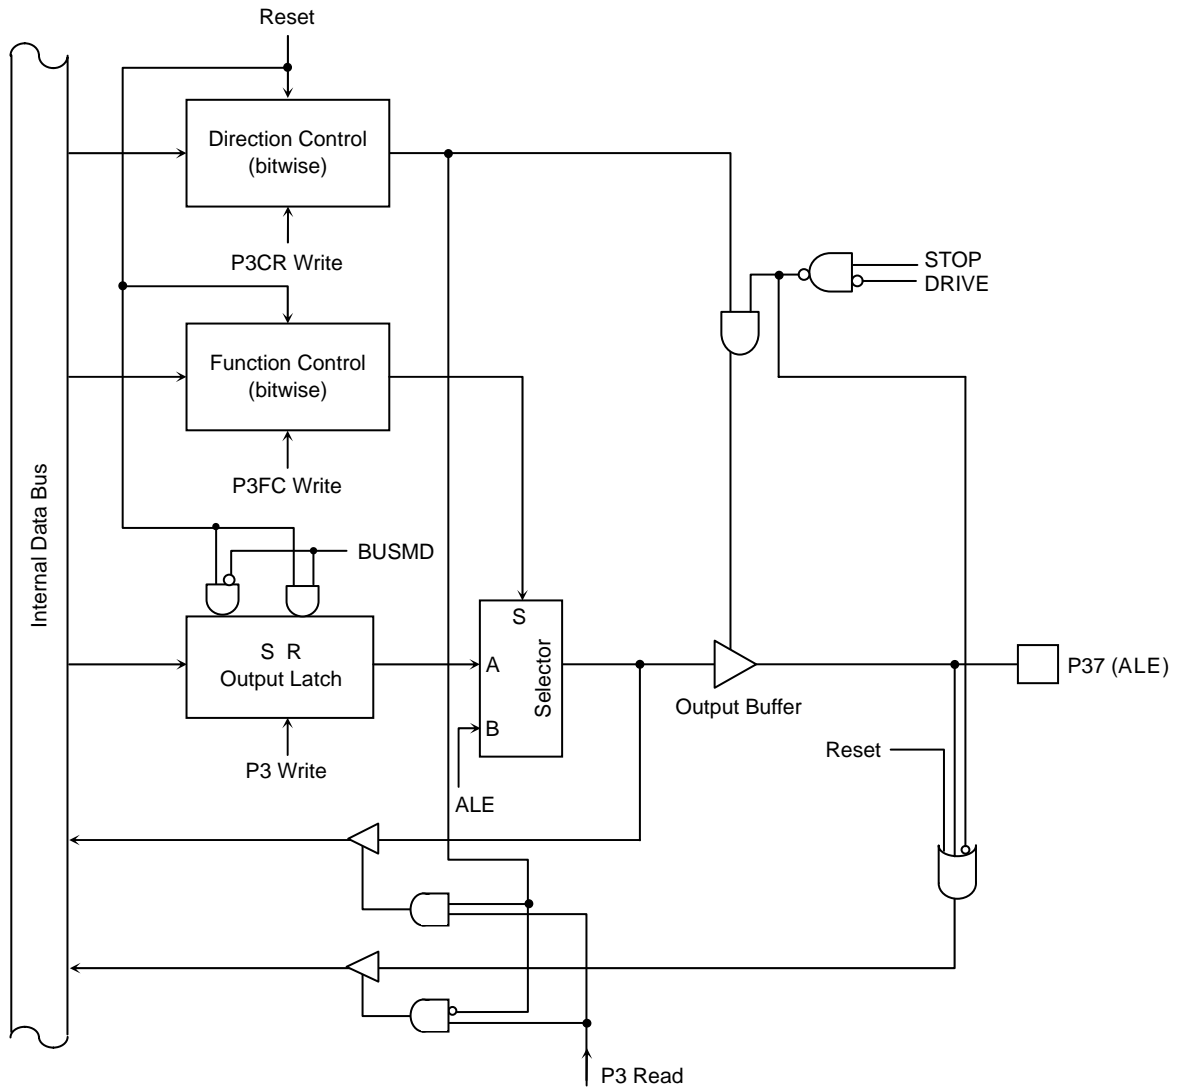 Reset
Direction Control
(bitwise)
P3CR Write
STOP
DRIVE
Function Control
(bitwise)
P3FC Write
Internal Data Bus
BUSMD
S R
Output Latch
P3 Write
S
A
B
Selector
ALE
Output Buffer
P37 (ALE)
Reset
P3 Read